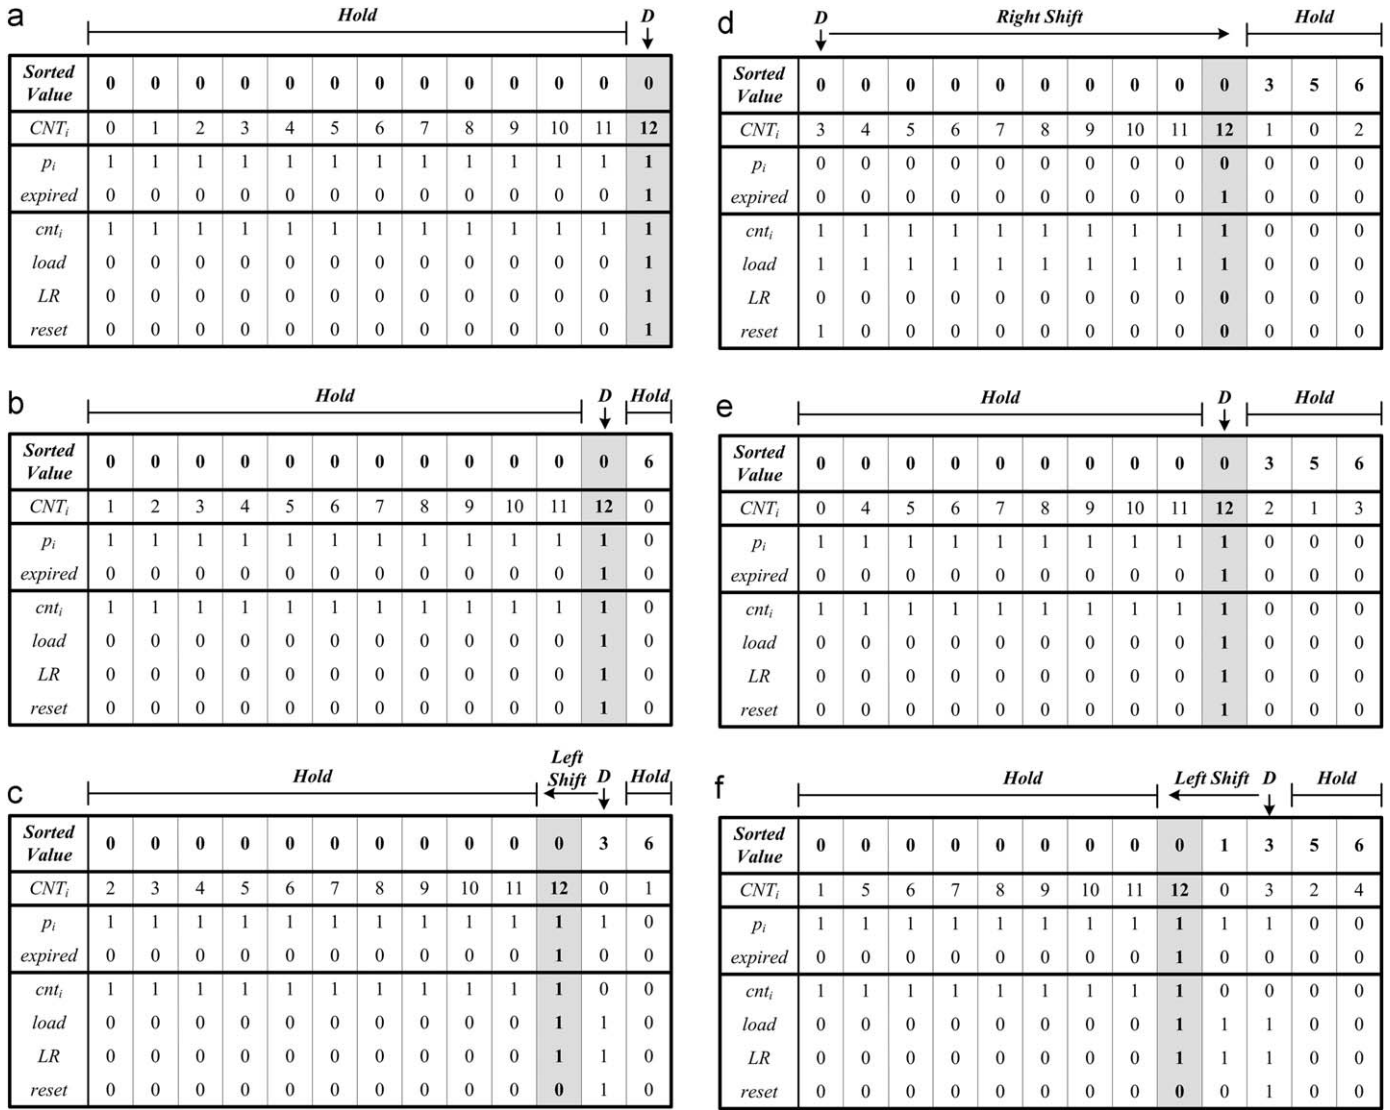 a
Hold D
Sorted Value 0 0 0 0 0 0 0 0 0 0 0 0 0
CNTi 0 1 2 3 4 5 6 7 8 9 10 11 12
pi 1 1 1 1 1 1 1 1 1 1 1 1 1
expired 0 0 0 0 0 0 0 0 0 0 0 0 1
cnti 1 1 1 1 1 1 1 1 1 1 1 1 1
load 0 0 0 0 0 0 0 0 0 0 0 0 1
LR 0 0 0 0 0 0 0 0 0 0 0 0 1
reset 0 0 0 0 0 0 0 0 0 0 0 0 1
b
Hold D Hold
Sorted Value 0 0 0 0 0 0 0 0 0 0 0 0 6
CNTi 1 2 3 4 5 6 7 8 9 10 11 12 0
pi 1 1 1 1 1 1 1 1 1 1 1 1 0
expired 0 0 0 0 0 0 0 0 0 0 0 1 0
cnti 1 1 1 1 1 1 1 1 1 1 1 1 0
load 0 0 0 0 0 0 0 0 0 0 0 1 0
LR 0 0 0 0 0 0 0 0 0 0 0 1 0
reset 0 0 0 0 0 0 0 0 0 0 0 1 0
c
Hold Left Shift D Hold
Sorted Value 0 0 0 0 0 0 0 0 0 0 0 3 6
CNTi 2 3 4 5 6 7 8 9 10 11 12 0 1
pi 1 1 1 1 1 1 1 1 1 1 1 1 0
expired 0 0 0 0 0 0 0 0 0 0 1 0 0
cnti 1 1 1 1 1 1 1 1 1 1 1 0 0
load 0 0 0 0 0 0 0 0 0 0 1 1 0
LR 0 0 0 0 0 0 0 0 0 0 1 1 0
reset 0 0 0 0 0 0 0 0 0 0 0 1 0
d
D Right Shift Hold
Sorted Value 0 0 0 0 0 0 0 0 0 0 3 5 6
CNTi 3 4 5 6 7 8 9 10 11 12 1 0 2
pi 0 0 0 0 0 0 0 0 0 0 0 0 0
expired 0 0 0 0 0 0 0 0 0 1 0 0 0
cnti 1 1 1 1 1 1 1 1 1 1 0 0 0
load 1 1 1 1 1 1 1 1 1 1 0 0 0
LR 0 0 0 0 0 0 0 0 0 0 0 0 0
reset 1 0 0 0 0 0 0 0 0 0 0 0 0
e
Hold D Hold
Sorted Value 0 0 0 0 0 0 0 0 0 0 3 5 6
CNTi 0 4 5 6 7 8 9 10 11 12 2 1 3
pi 1 1 1 1 1 1 1 1 1 1 0 0 0
expired 0 0 0 0 0 0 0 0 0 1 0 0 0
cnti 1 1 1 1 1 1 1 1 1 1 0 0 0
load 0 0 0 0 0 0 0 0 0 1 0 0 0
LR 0 0 0 0 0 0 0 0 0 1 0 0 0
reset 0 0 0 0 0 0 0 0 0 1 0 0 0
f
Hold Left Shift D Hold
Sorted Value 0 0 0 0 0 0 0 0 0 1 3 5 6
CNTi 1 5 6 7 8 9 10 11 12 0 3 2 4
pi 1 1 1 1 1 1 1 1 1 1 1 0 0
expired 0 0 0 0 0 0 0 0 1 0 0 0 0
cnti 1 1 1 1 1 1 1 1 1 0 0 0 0
load 0 0 0 0 0 0 0 0 1 1 1 0 0
LR 0 0 0 0 0 0 0 0 1 1 1 0 0
reset 0 0 0 0 0 0 0 0 0 0 1 0 0